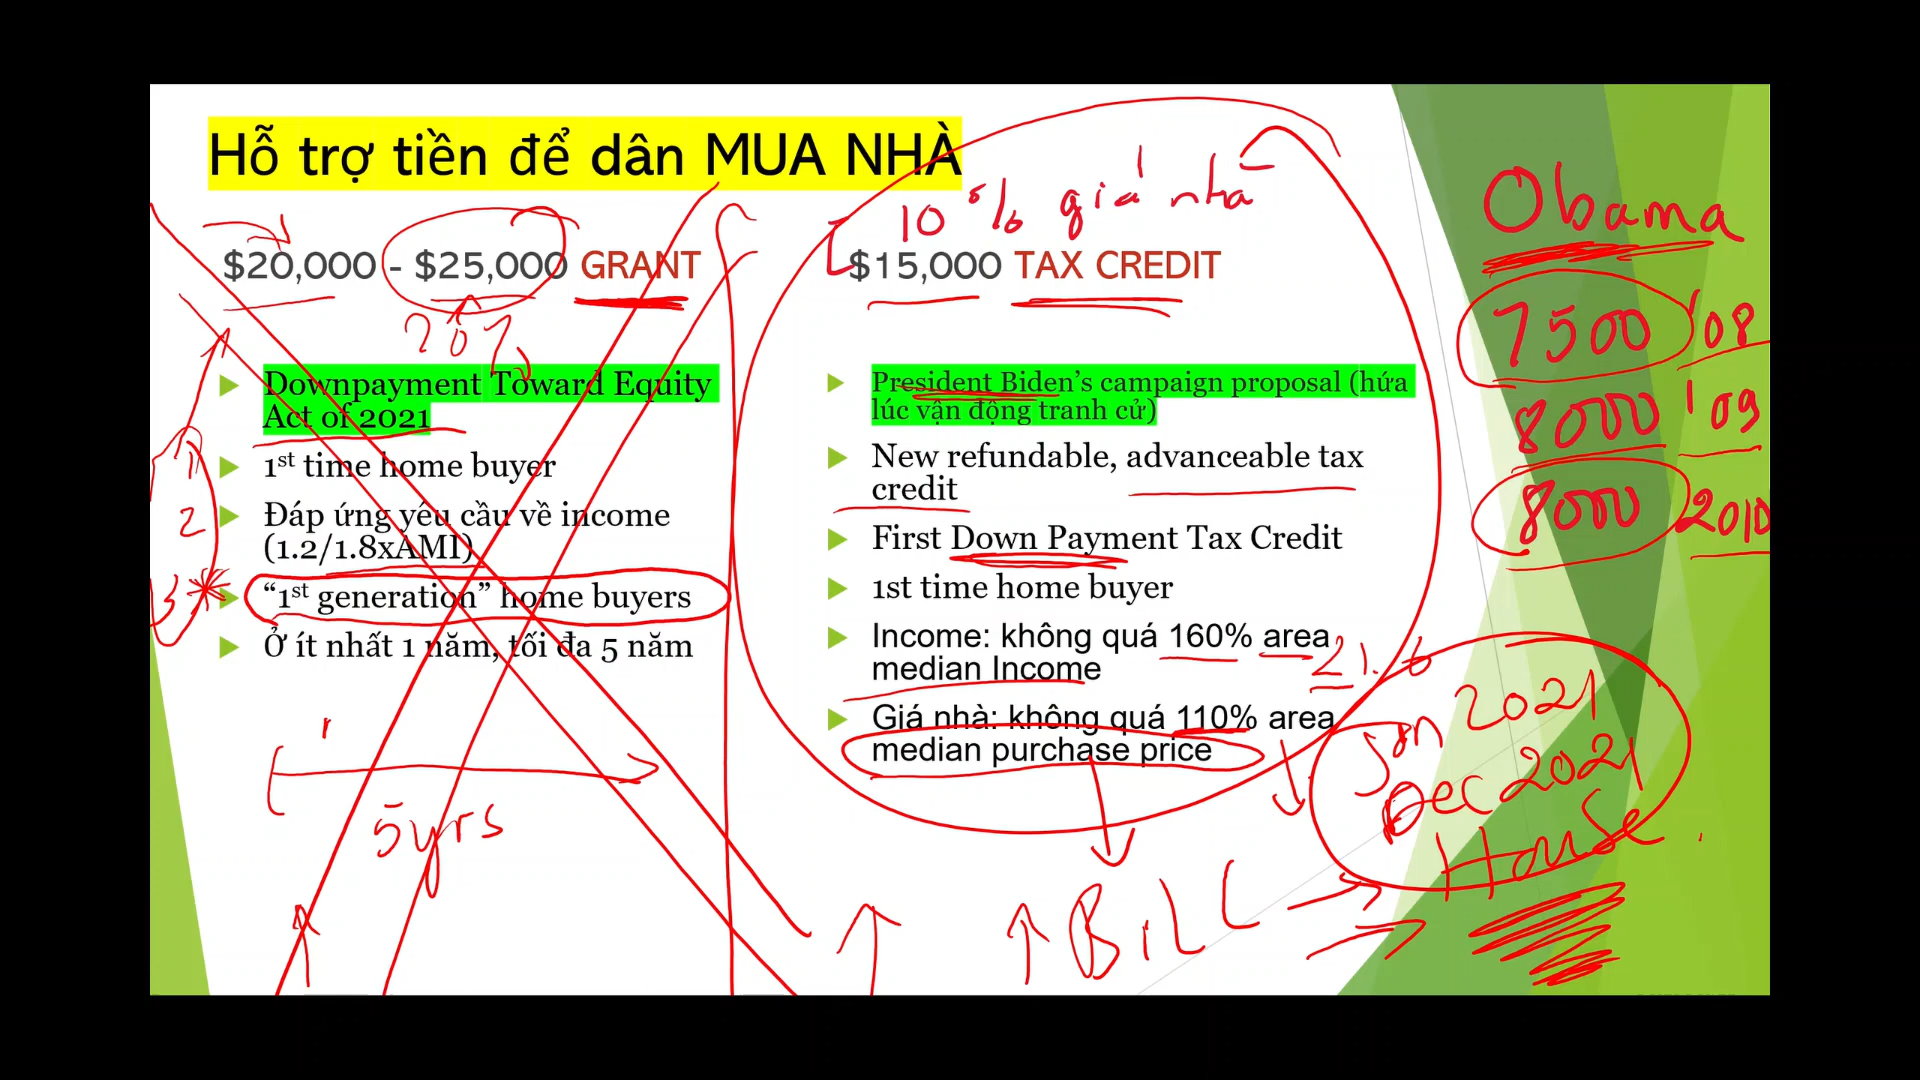 Hỗ trợ tiền để dân MUA NHÀ
$20,000 - $25,000 GRANT
Downpayment Toward Equity
Act of 2021
1st time home buyer
Đáp ứng yêu cầu về income
(1.2/1.8xAMI)
“1st generation” home buyers
Ở ít nhất 1 năm, tối đa 5 năm
1
2
3
5yrs
10% giá nhà
$15,000 TAX CREDIT
President Biden’s campaign proposal (hứa
lúc vận động tranh cử)
New refundable, advanceable tax
credit
First Down Payment Tax Credit
1st time home buyer
Income: không quá 160% area
median Income
Giá nhà: không quá 110% area
median purchase price
1.6
BiLL
Obama
7500 '08
8000 '09
8000 2010
Jan 2021
Dec 2021
House